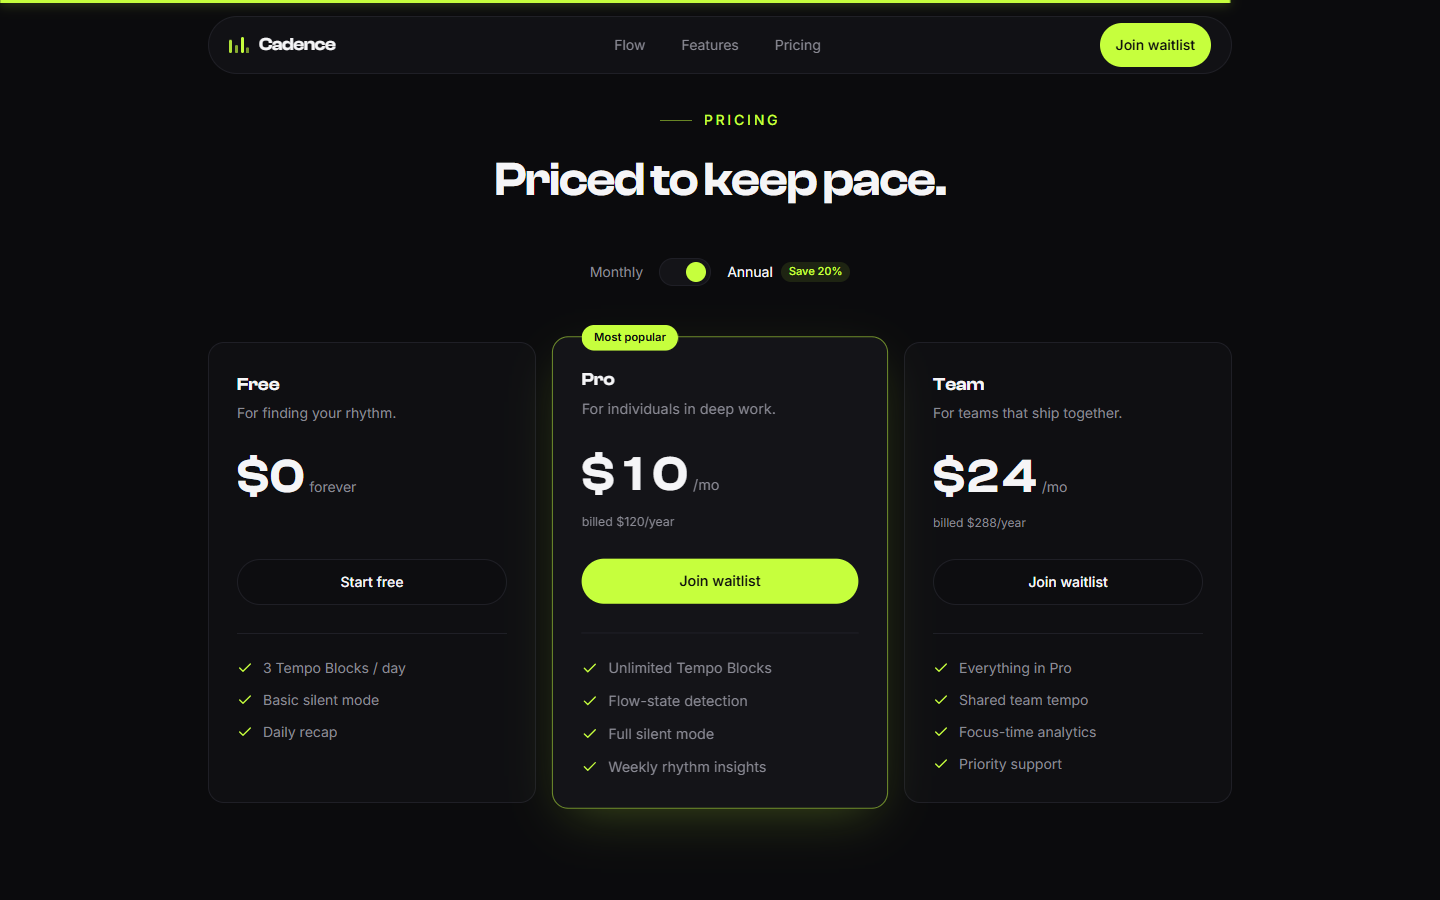 Cadence
Flow
Features
Pricing
Join waitlist
PRICING
Priced to keep pace.
Monthly
Annual
Save 20%
Free
For finding your rhythm.
$0 forever
Start free
3 Tempo Blocks / day
Basic silent mode
Daily recap
Most popular
Pro
For individuals in deep work.
$10 /mo
billed $120/year
Join waitlist
Unlimited Tempo Blocks
Flow-state detection
Full silent mode
Weekly rhythm insights
Team
For teams that ship together.
$24 /mo
billed $288/year
Join waitlist
Everything in Pro
Shared team tempo
Focus-time analytics
Priority support